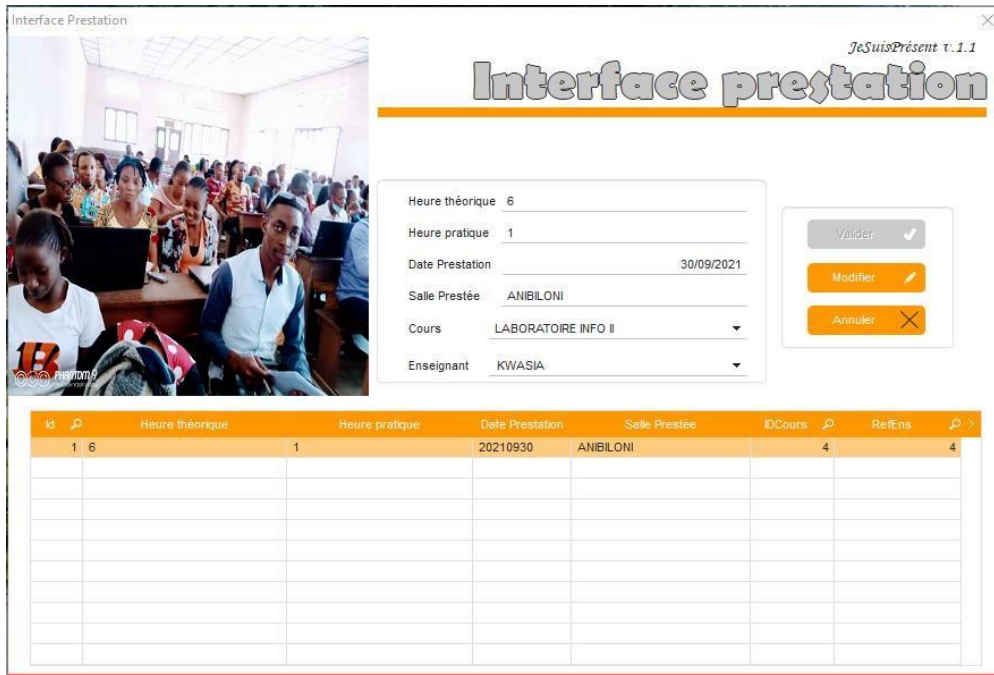 Interface Prestation
JeSuisPrésent v.1.1
Interface prestation
Heure théorique 6
Heure pratique 1
Date Prestation 30/09/2021
Salle Prestée ANIBILONI
Cours LABORATOIRE INFO II
Enseignant KWASIA
Valider
Modifier
Annuler
PHANTOM 9
Id Heure théorique Heure pratique Date Prestation Salle Prestée IDCours RefEns
1 6 1 20210930 ANIBILONI 4 4